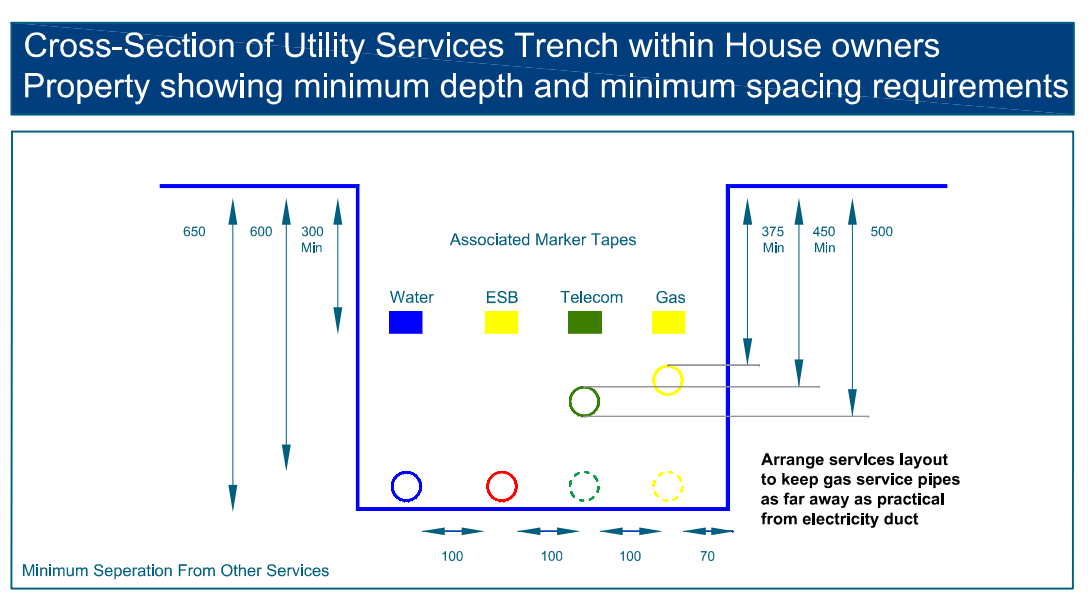 Cross-Section of Utility Services Trench within House owners
Property showing minimum depth and minimum spacing requirements
650
600
300
Min
Associated Marker Tapes
375
Min
450
Min
500
Water
ESB
Telecom
Gas
Arrange services layout
to keep gas service pipes
as far away as practical
from electricity duct
100
100
100
70
Minimum Seperation From Other Services